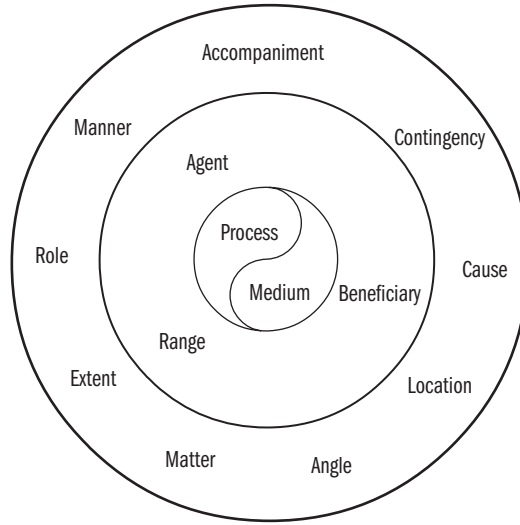 Accompaniment
Manner
Contingency
Agent
Process
Role
Cause
Medium
Beneficiary
Range
Extent
Location
Matter
Angle